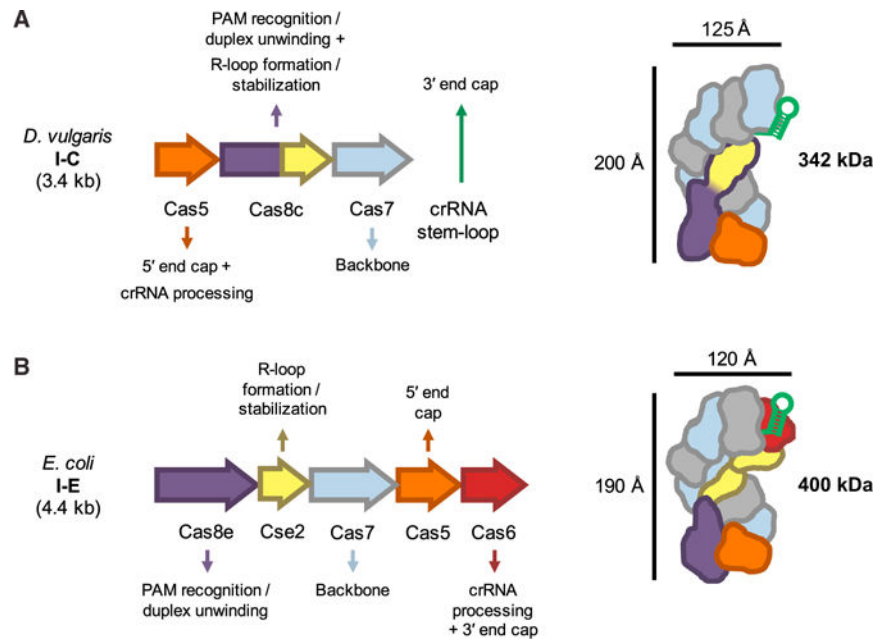 A
PAM recognition /
duplex unwinding +
R-loop formation /
stabilization
3′ end cap
125 Å
D. vulgaris
I-C
(3.4 kb)
200 Å
342 kDa
Cas5
Cas8c
Cas7
crRNA
stem-loop
5′ end cap +
crRNA processing
Backbone
B
R-loop
formation /
stabilization
5′ end
cap
120 Å
E. coli
I-E
(4.4 kb)
190 Å
400 kDa
Cas8e
Cse2
Cas7
Cas5
Cas6
PAM recognition /
duplex unwinding
Backbone
crRNA
processing
+ 3′ end cap